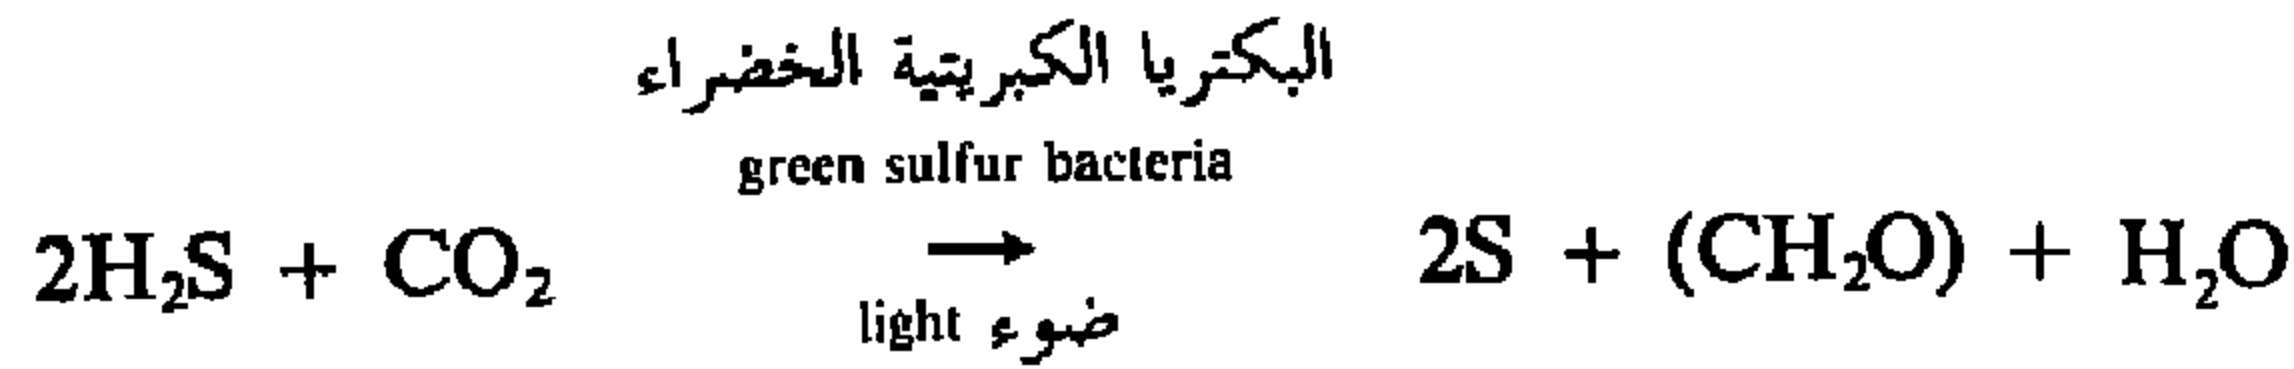 البكتريا الكبريتية الخضراء
green sulfur bacteria
2H₂S + CO₂ → 2S + (CH₂O) + H₂O
light ضوء